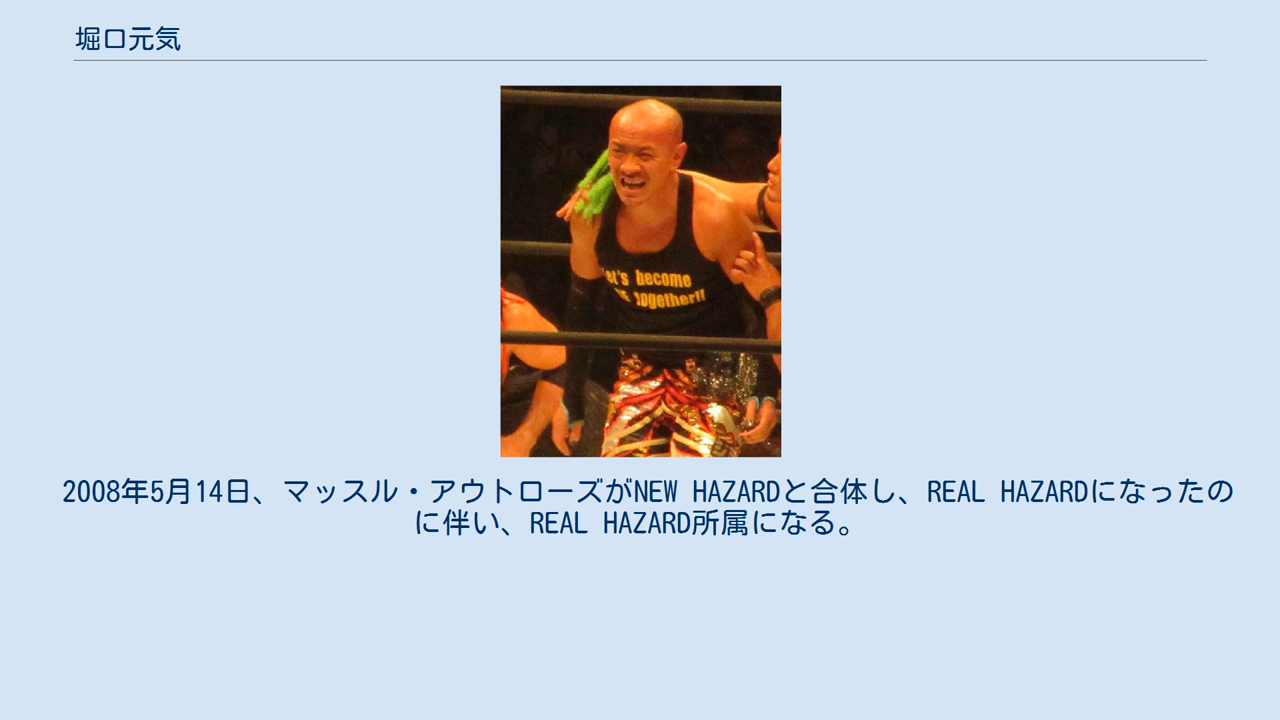 堀口元気
let's become
together!!
2008年5月14日、マッスル・アウトローズがNEW HAZARDと合体し、REAL HAZARDになったの
に伴い、REAL HAZARD所属になる。